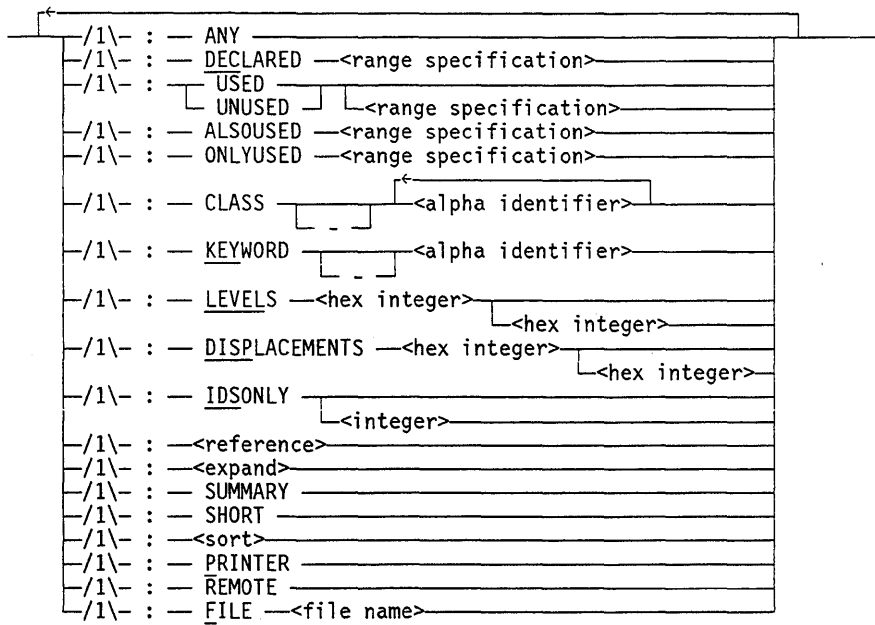 /1\ : ANY
/1\ : DECLARED <range specification>
/1\ : USED
UNUSED <range specification>
/1\ : ALSOUSED <range specification>
/1\ : ONLYUSED <range specification>
/1\ : CLASS - <alpha identifier>
/1\ : KEYWORD - <alpha identifier>
/1\ : LEVELS <hex integer>
<hex integer>
/1\ : DISPLACEMENTS <hex integer>
<hex integer>
/1\ : IDSONLY
<integer>
/1\ : <reference>
/1\ : <expand>
/1\ : SUMMARY
/1\ : SHORT
/1\ : <sort>
/1\ : PRINTER
/1\ : REMOTE
/1\ : FILE <file name>